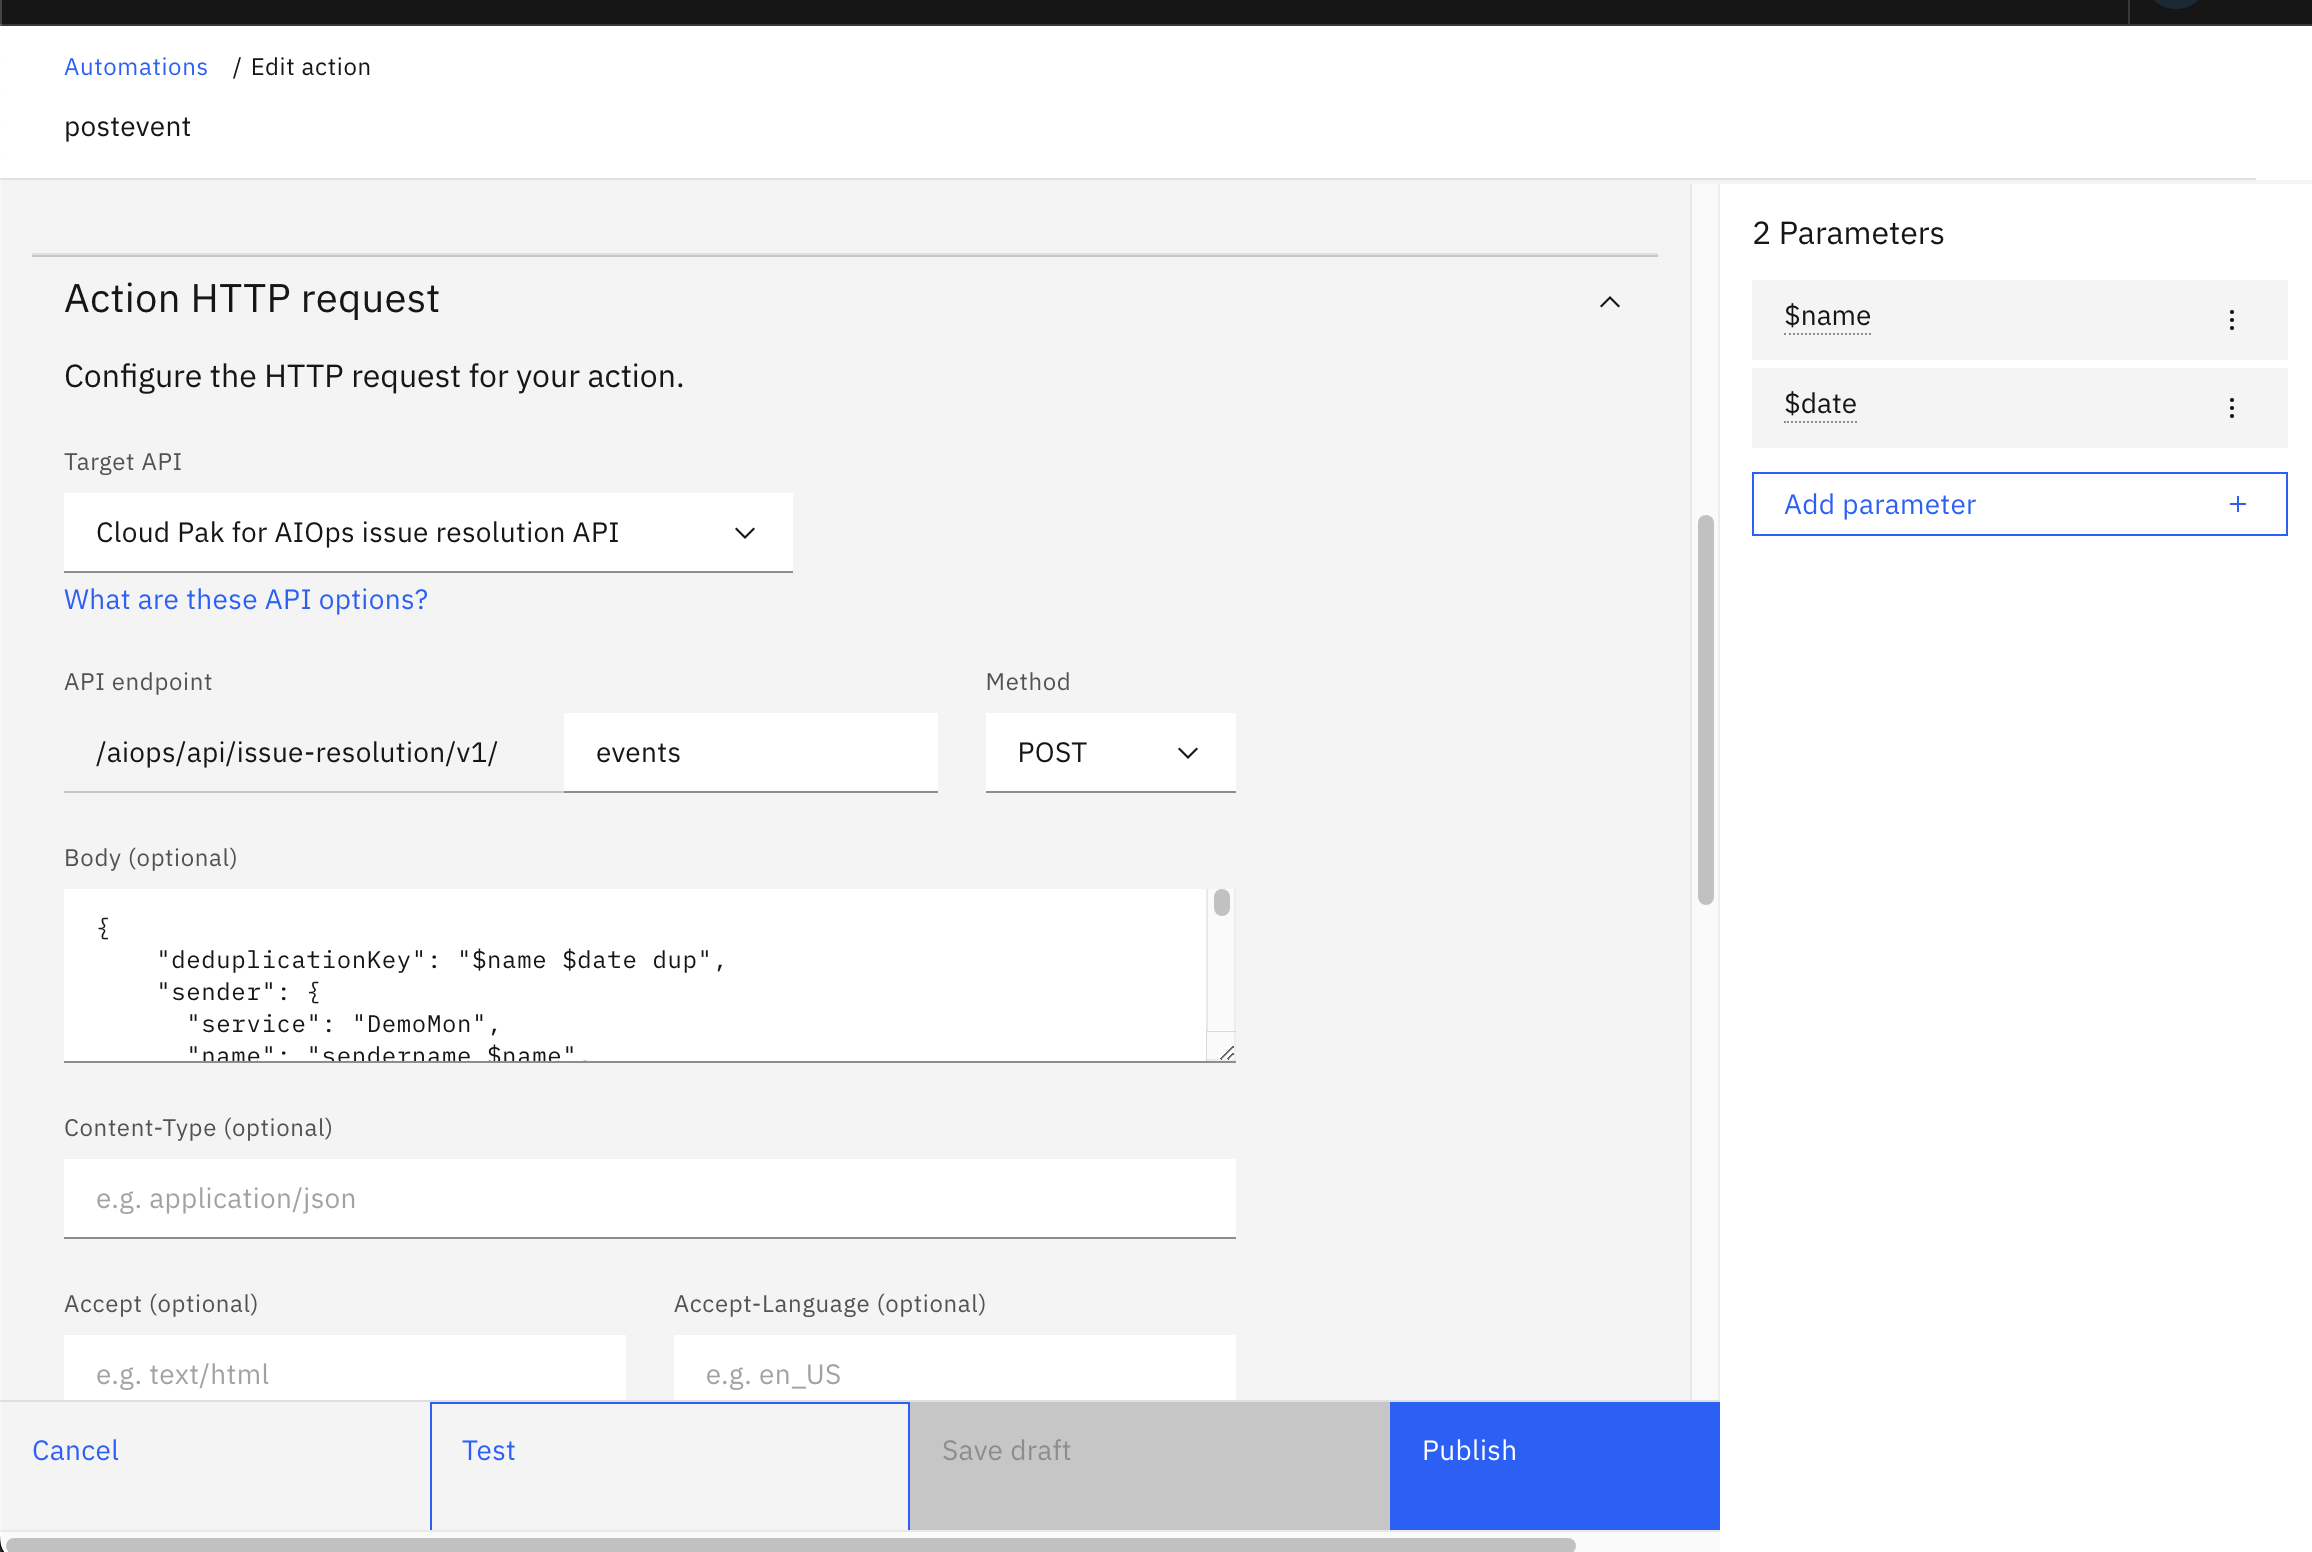 Automations / Edit action
postevent
2 Parameters
$name
$date
Add parameter +
Action HTTP request
Configure the HTTP request for your action.
Target API
Cloud Pak for AIOps issue resolution API
What are these API options?
API endpoint
/aiops/api/issue-resolution/v1/ events
Method
POST
Body (optional)
{
    "deduplicationKey": "$name $date dup",
    "sender": {
      "service": "DemoMon",
      "name": "sendername $name",
Content-Type (optional)
e.g. application/json
Accept (optional)
e.g. text/html
Accept-Language (optional)
e.g. en_US
Cancel
Test
Save draft
Publish